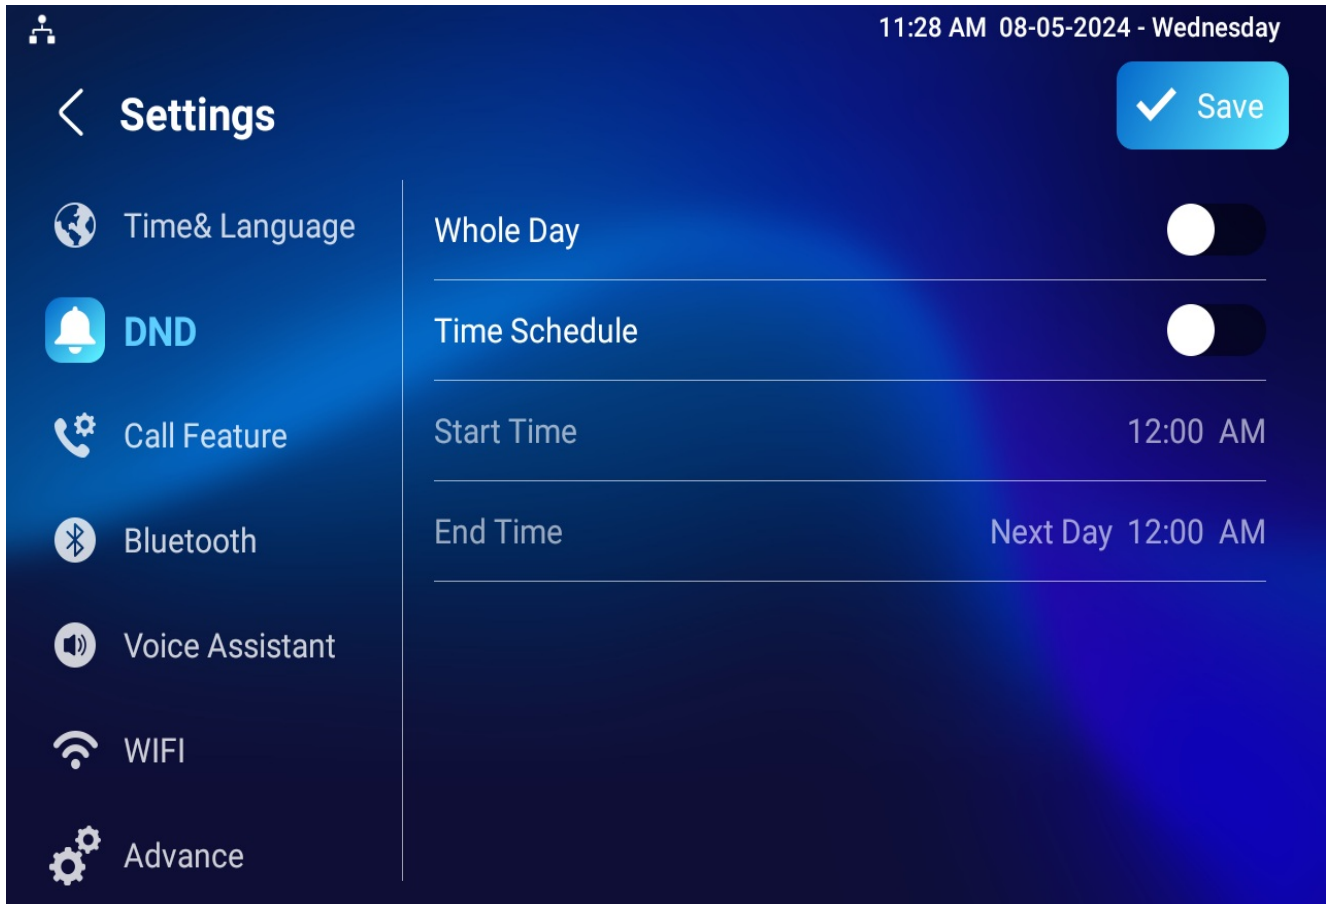 11:28 AM 08-05-2024 - Wednesday
Settings
Save
Time& Language
DND
Call Feature
Bluetooth
Voice Assistant
WIFI
Advance
Whole Day
Time Schedule
Start Time 12:00 AM
End Time Next Day 12:00 AM